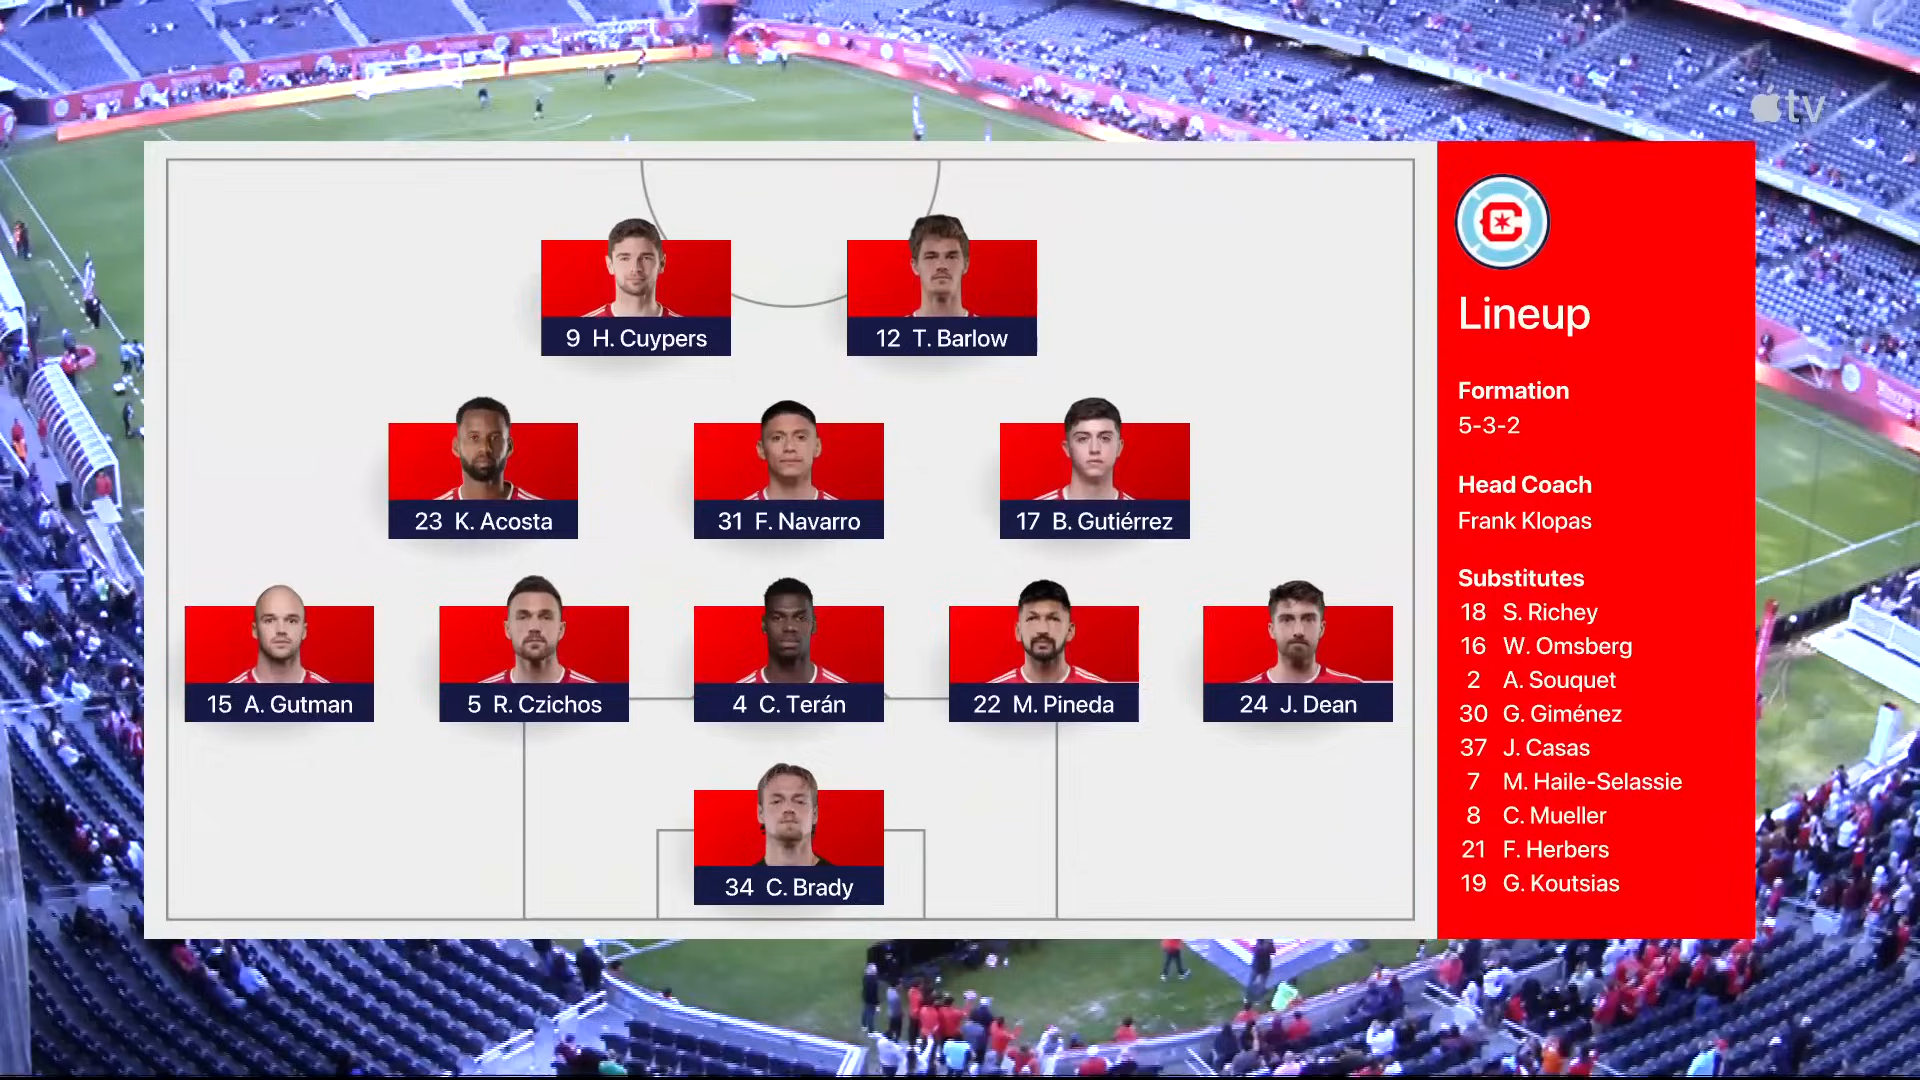 tv
9 H. Cuypers
12 T. Barlow
23 K. Acosta
31 F. Navarro
17 B. Gutiérrez
15 A. Gutman
5 R. Czichos
4 C. Terán
22 M. Pineda
24 J. Dean
34 C. Brady
C
Lineup
Formation
5-3-2
Head Coach
Frank Klopas
Substitutes
18 S. Richey
16 W. Omsberg
2 A. Souquet
30 G. Giménez
37 J. Casas
7 M. Haile-Selassie
8 C. Mueller
21 F. Herbers
19 G. Koutsias